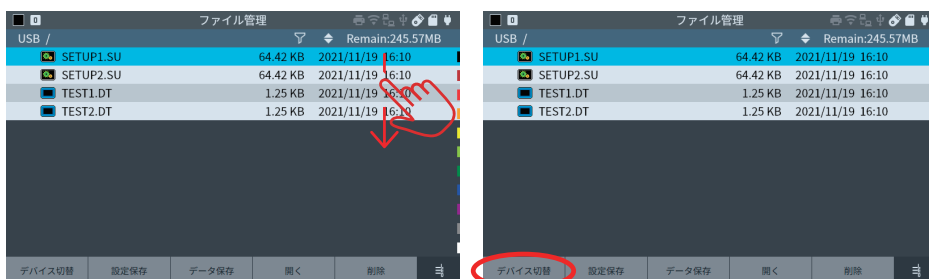 0 ファイル管理
USB / Remain:245.57MB
SETUP1.SU 64.42 KB 2021/11/19 16:10
SETUP2.SU 64.42 KB 2021/11/19 16:10
TEST1.DT 1.25 KB 2021/11/19 16:10
TEST2.DT 1.25 KB 2021/11/19 16:10
デバイス切替 設定保存 データ保存 開く 削除
0 ファイル管理
USB / Remain:245.57MB
SETUP1.SU 64.42 KB 2021/11/19 16:10
SETUP2.SU 64.42 KB 2021/11/19 16:10
TEST1.DT 1.25 KB 2021/11/19 16:10
TEST2.DT 1.25 KB 2021/11/19 16:10
デバイス切替 設定保存 データ保存 開く 削除